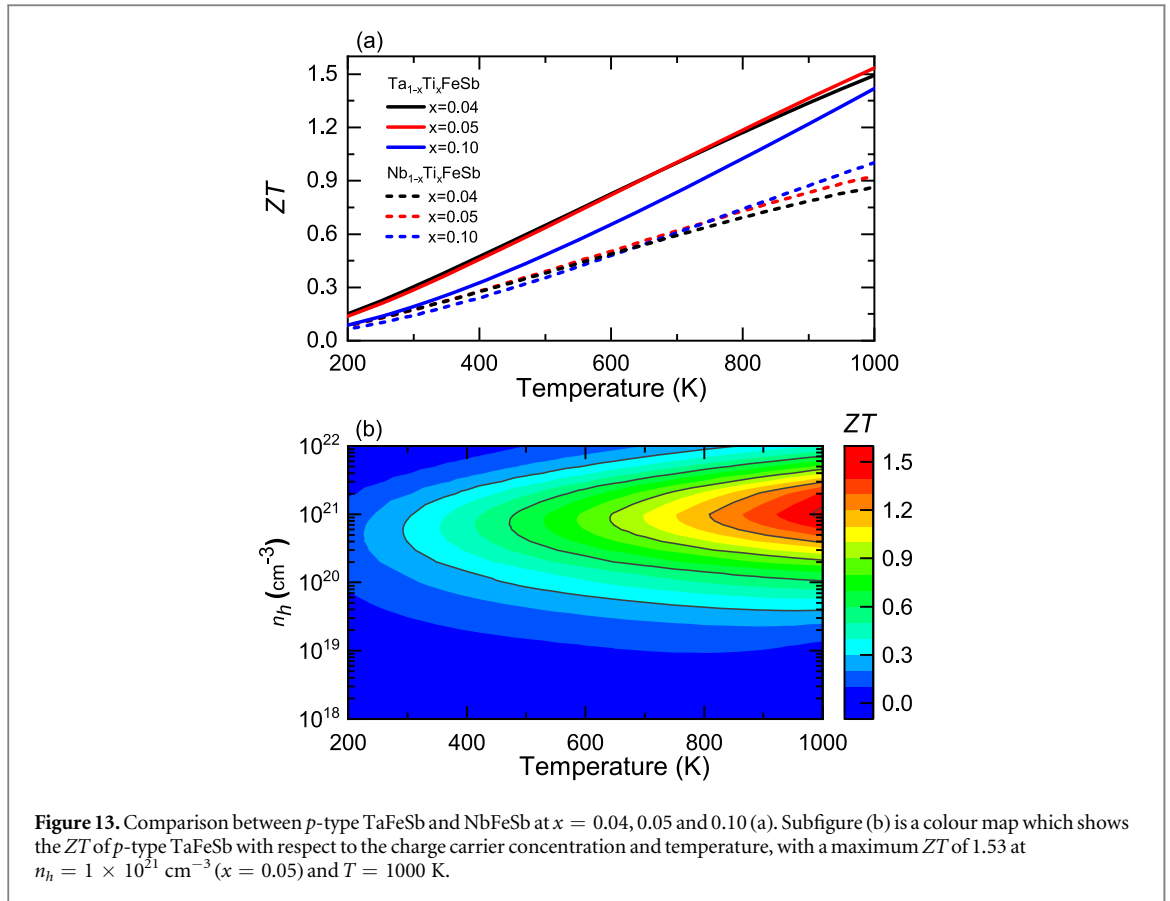 (a)
1.5
1.2
0.9
0.6
0.3
0.0
ZT
Ta1-xTixFeSb
x=0.04
x=0.05
x=0.10
Nb1-xTixFeSb
x=0.04
x=0.05
x=0.10
200 400 600 800 1000
Temperature (K)
(b)
ZT
10^22
10^21
10^20
10^19
10^18
n_h (cm^-3)
200 400 600 800 1000
Temperature (K)
1.5
1.2
0.9
0.6
0.3
0.0
Figure 13. Comparison between p-type TaFeSb and NbFeSb at x = 0.04, 0.05 and 0.10 (a). Subfigure (b) is a colour map which shows
the ZT of p-type TaFeSb with respect to the charge carrier concentration and temperature, with a maximum ZT of 1.53 at
n_h = 1 × 10^21 cm^−3 (x = 0.05) and T = 1000 K.